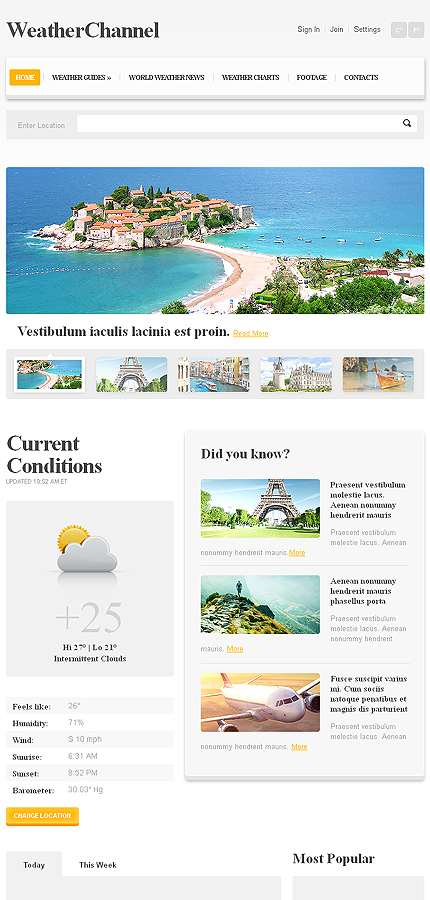 WeatherChannel
Sign In | Join | Settings C° F°
HOME | WEATHER GUIDES » | WORLD WEATHER NEWS | WEATHER CHARTS | FOOTAGE | CONTACTS
Enter Location
Vestibulum iaculis lacinia est proin. Read More
Current
Conditions
UPDATED 10:52 AM ET
+25
Hi 27° | Lo 21°
Intermittent Clouds
Feels like: 26°
Humidity: 71%
Wind: S 10 mph
Sunrise: 6:31 AM
Sunset: 8:52 PM
Barometer: 30.03" Hg
CHANGE LOCATION
Did you know?
Praesent vestibulum
molestie lacus.
Aenean nonummy
hendrerit mauris
Praesent vestibulum
molestie lacus. Aenean
nonummy hendrerit mauris. More
Aenean nonummy
hendrerit mauris
phasellus porta
Praesent vestibulum
molestie lacus. Aenean
nonummy hendrerit
mauris. More
Fusce suscipit varius
mi. Cum sociis
natoque penatibus et
magnis dis parturient
Praesent vestibulum
molestie lacus. Aenean
nonummy hendrerit mauris. More
Today
This Week
Most Popular